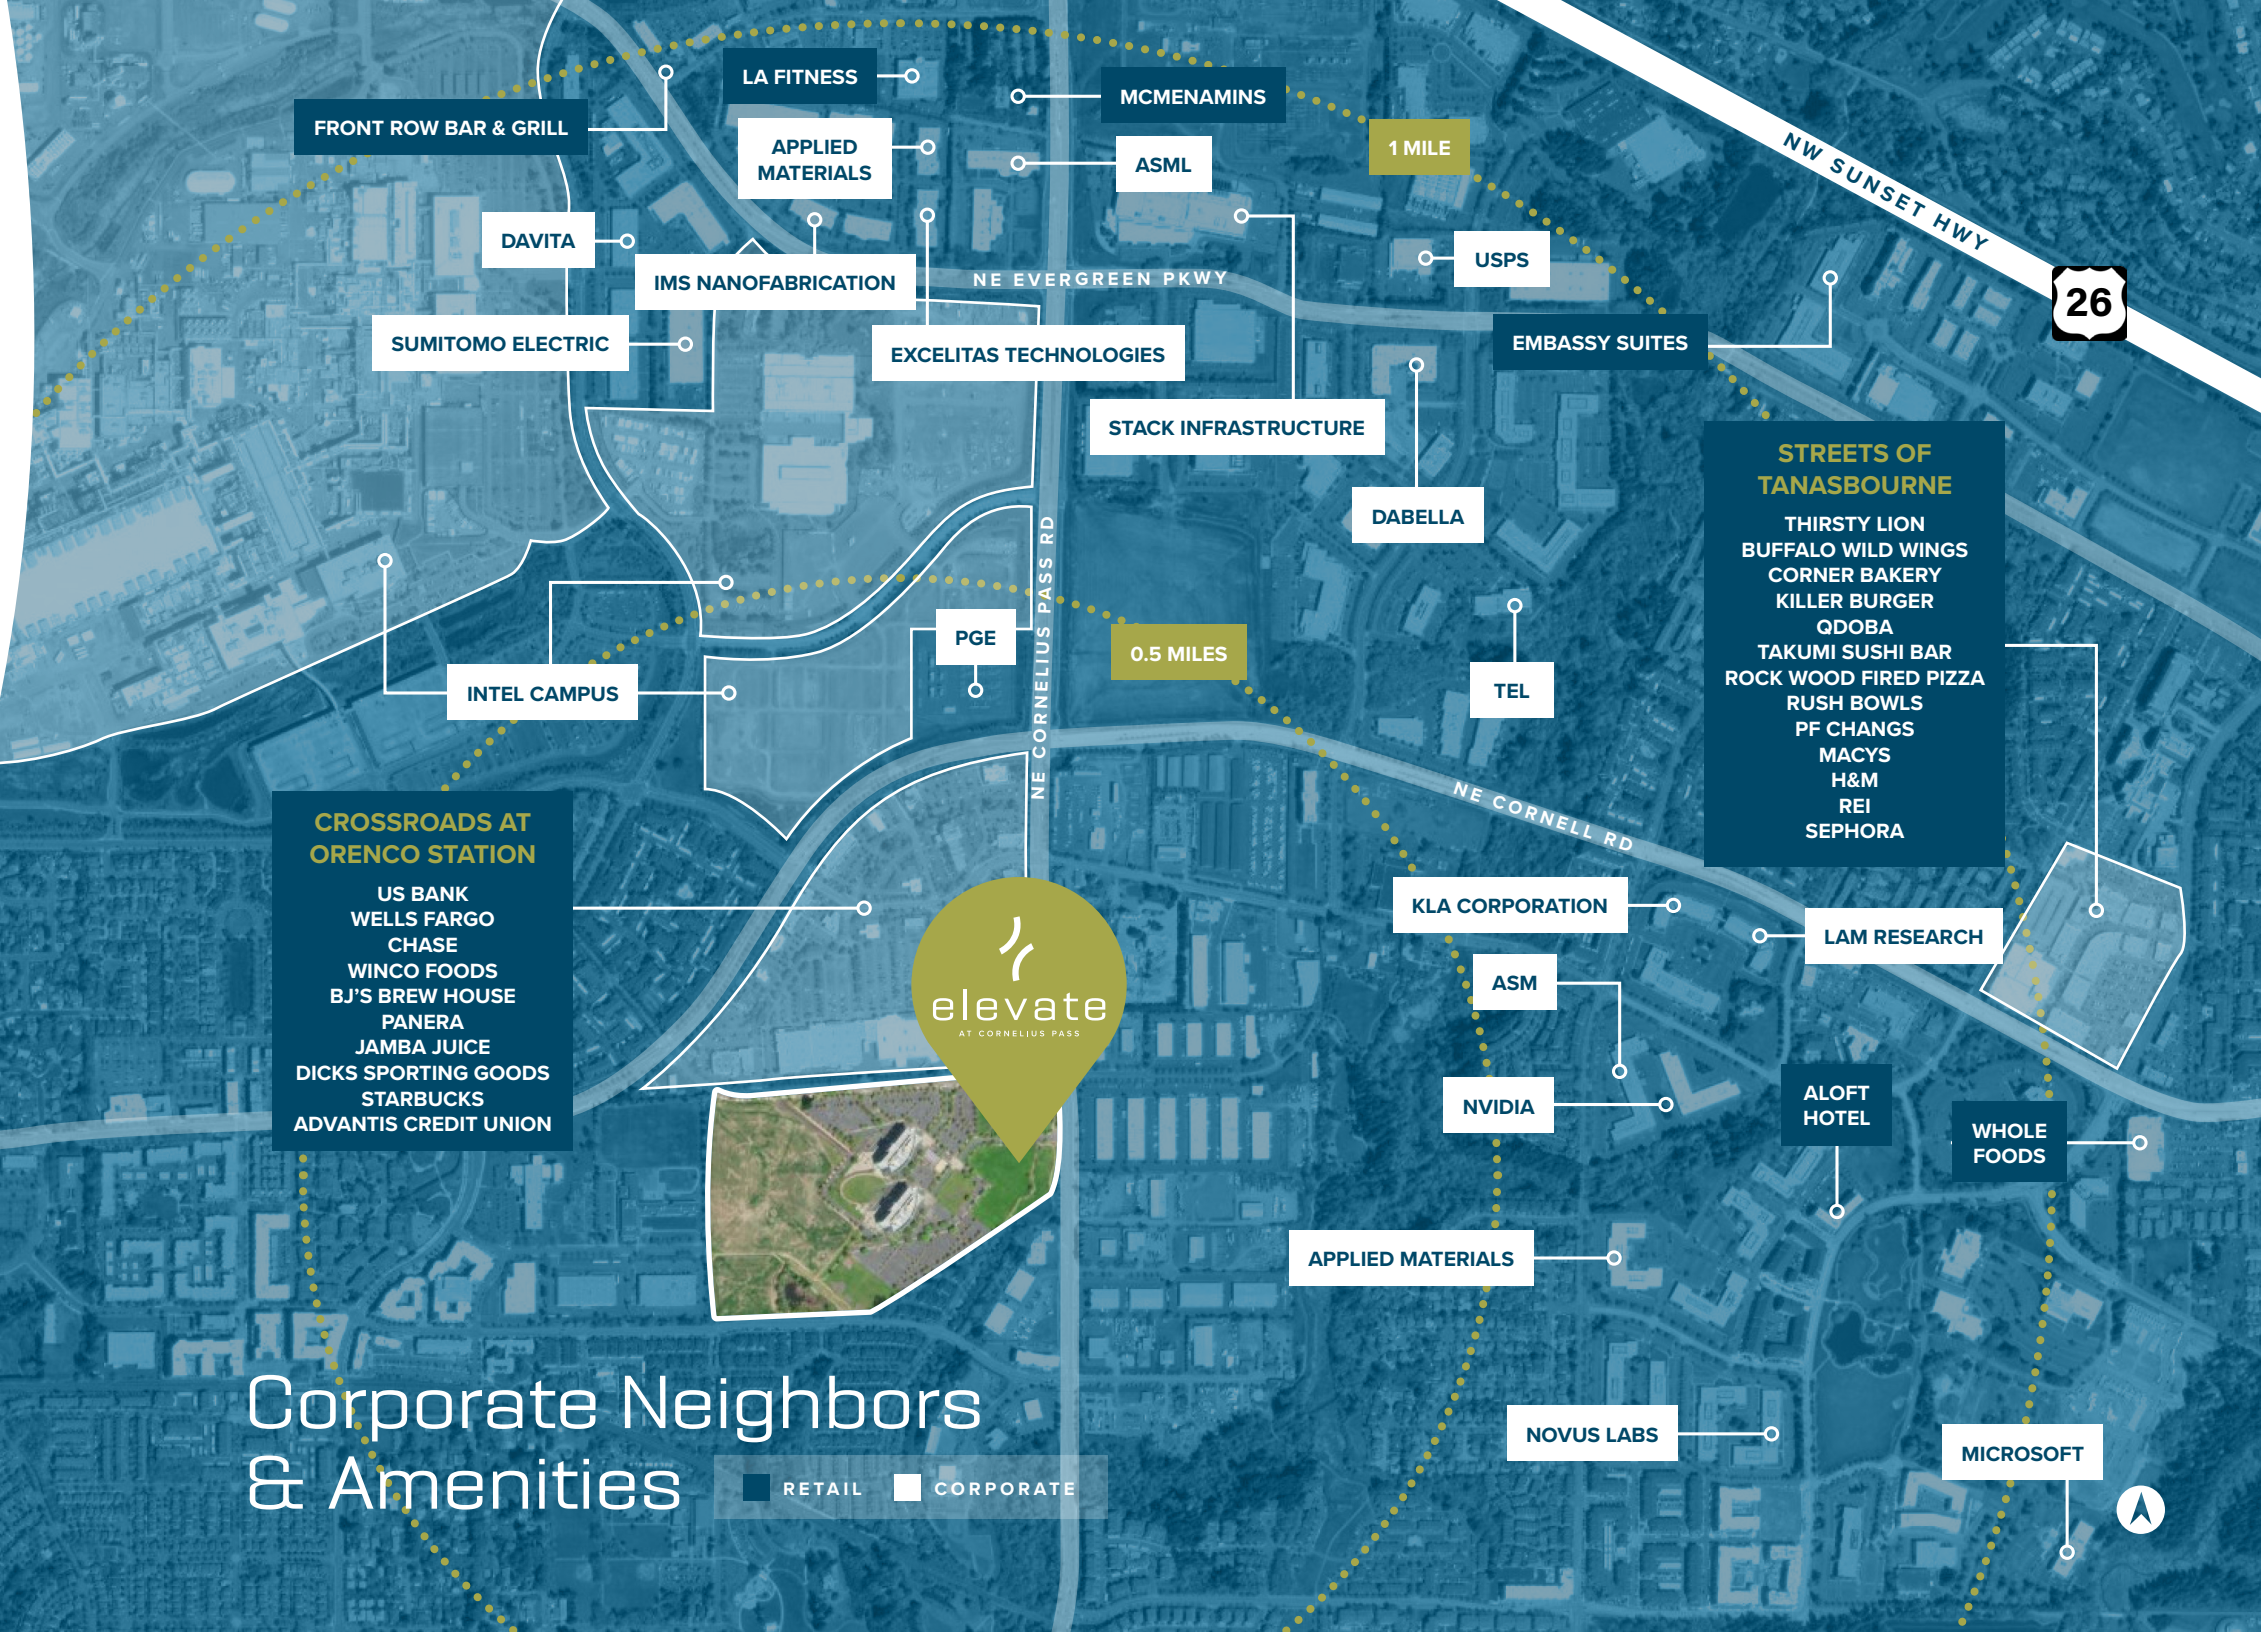 LA FITNESS
MCMENAMINS
FRONT ROW BAR & GRILL
APPLIED
MATERIALS
ASML
1 MILE
NW SUNSET HWY
DAVITA
IMS NANOFABRICATION
NE EVERGREEN PKWY
USPS
26
SUMITOMO ELECTRIC
EXCELITAS TECHNOLOGIES
EMBASSY SUITES
STACK INFRASTRUCTURE
DABELLA
STREETS OF
TANASBOURNE
THIRSTY LION
BUFFALO WILD WINGS
CORNER BAKERY
KILLER BURGER
QDOBA
TAKUMI SUSHI BAR
ROCK WOOD FIRED PIZZA
RUSH BOWLS
PF CHANGS
MACYS
H&M
REI
SEPHORA
NE CORNELIUS PASS RD
PGE
0.5 MILES
INTEL CAMPUS
TEL
NE CORNELL RD
CROSSROADS AT
ORENCO STATION
US BANK
WELLS FARGO
CHASE
WINCO FOODS
BJ'S BREW HOUSE
PANERA
JAMBA JUICE
DICKS SPORTING GOODS
STARBUCKS
ADVANTIS CREDIT UNION
elevate
AT CORNELIUS PASS
KLA CORPORATION
LAM RESEARCH
ASM
NVIDIA
ALOFT
HOTEL
WHOLE
FOODS
APPLIED MATERIALS
NOVUS LABS
MICROSOFT
Corporate Neighbors
& Amenities
RETAIL
CORPORATE